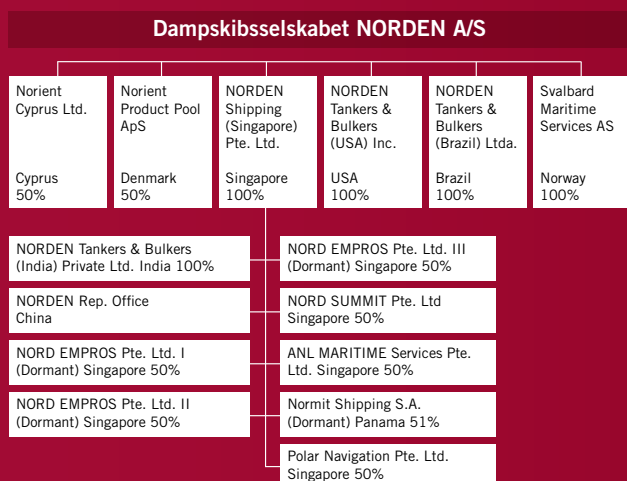 Dampskibsselskabet NORDEN A/S
Norient
Cyprus Ltd.
Cyprus
50%
Norient
Product Pool
ApS
Denmark
50%
NORDEN
Shipping
(Singapore)
Pte. Ltd.
Singapore
100%
NORDEN
Tankers &
Bulkers
(USA) Inc.
USA
100%
NORDEN
Tankers &
Bulkers
(Brazil) Ltda.
Brazil
100%
Svalbard
Maritime
Services AS
Norway
100%
NORDEN Tankers & Bulkers
(India) Private Ltd. India 100%
NORDEN Rep. Office
China
NORD EMPROS Pte. Ltd. I
(Dormant) Singapore 50%
NORD EMPROS Pte. Ltd. II
(Dormant) Singapore 50%
NORD EMPROS Pte. Ltd. III
(Dormant) Singapore 50%
NORD SUMMIT Pte. Ltd
Singapore 50%
ANL MARITIME Services Pte.
Ltd. Singapore 50%
Normit Shipping S.A.
(Dormant) Panama 51%
Polar Navigation Pte. Ltd.
Singapore 50%